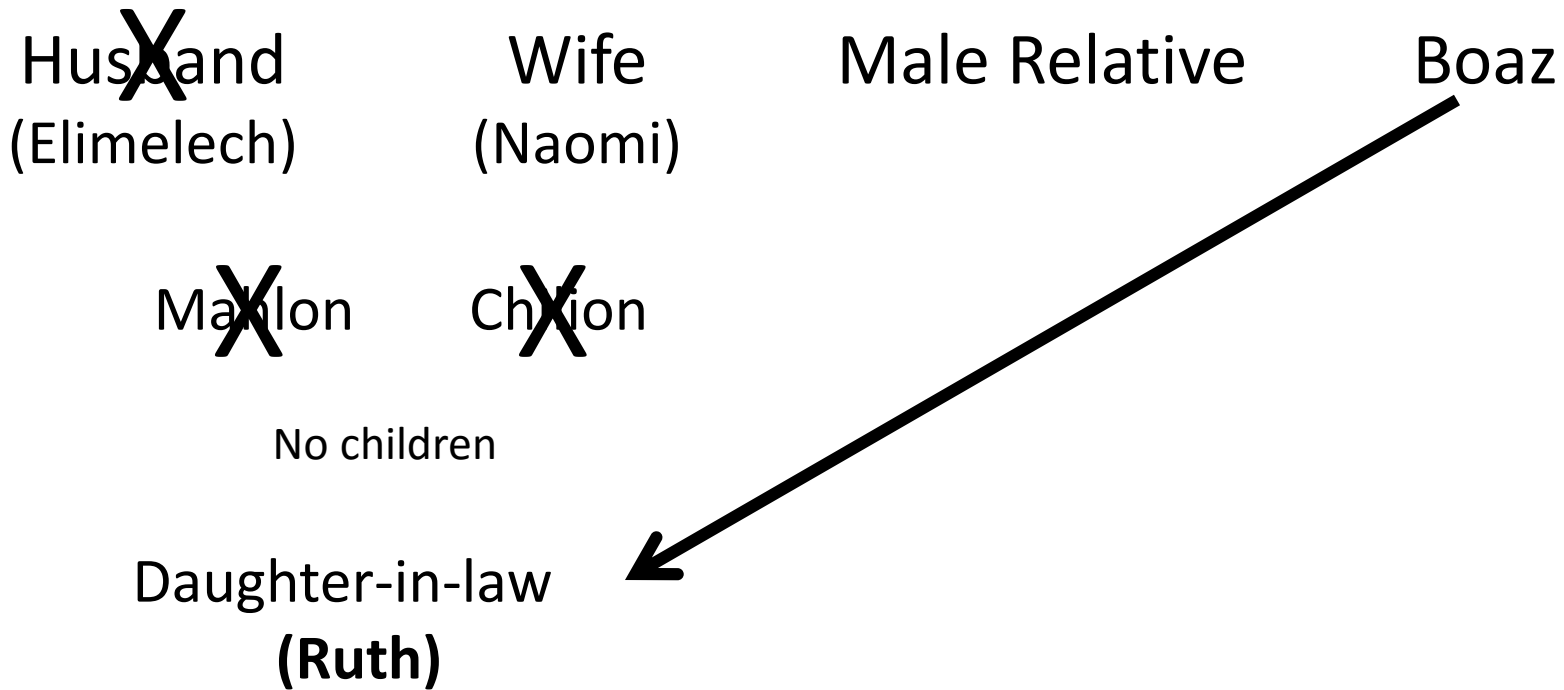 Husband Wife Male Relative Boaz
(Elimelech) (Naomi)
Mahlon Chilion
No children
Daughter-in-law
(Ruth)